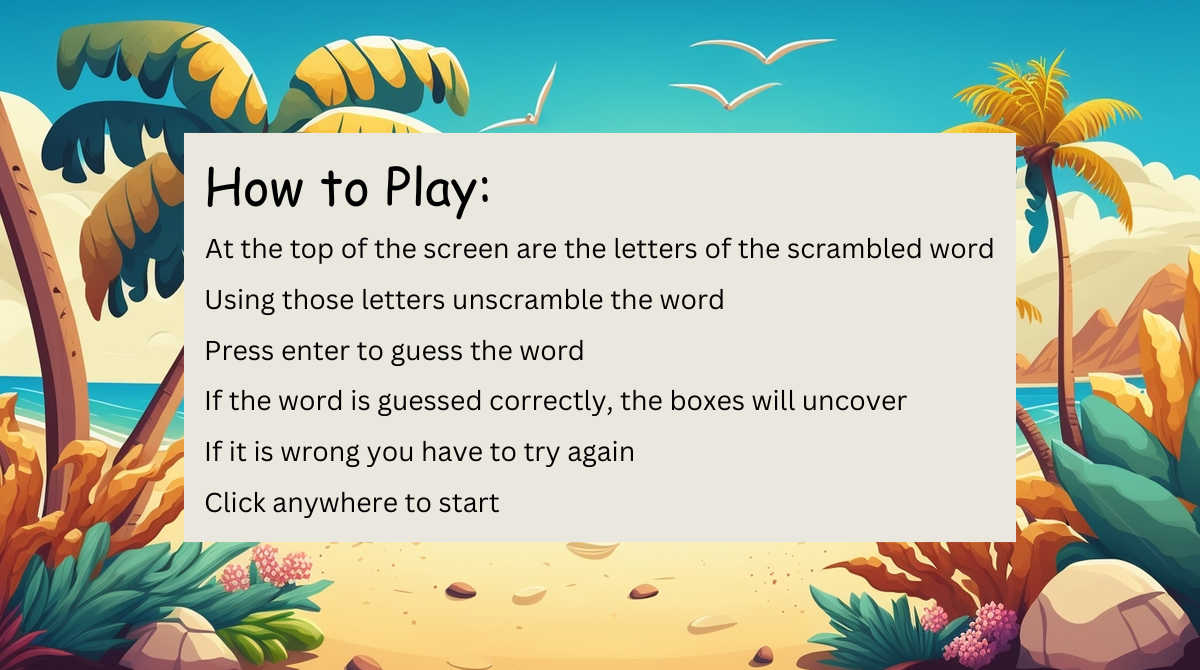 How to Play:
At the top of the screen are the letters of the scrambled word
Using those letters unscramble the word
Press enter to guess the word
If the word is guessed correctly, the boxes will uncover
If it is wrong you have to try again
Click anywhere to start